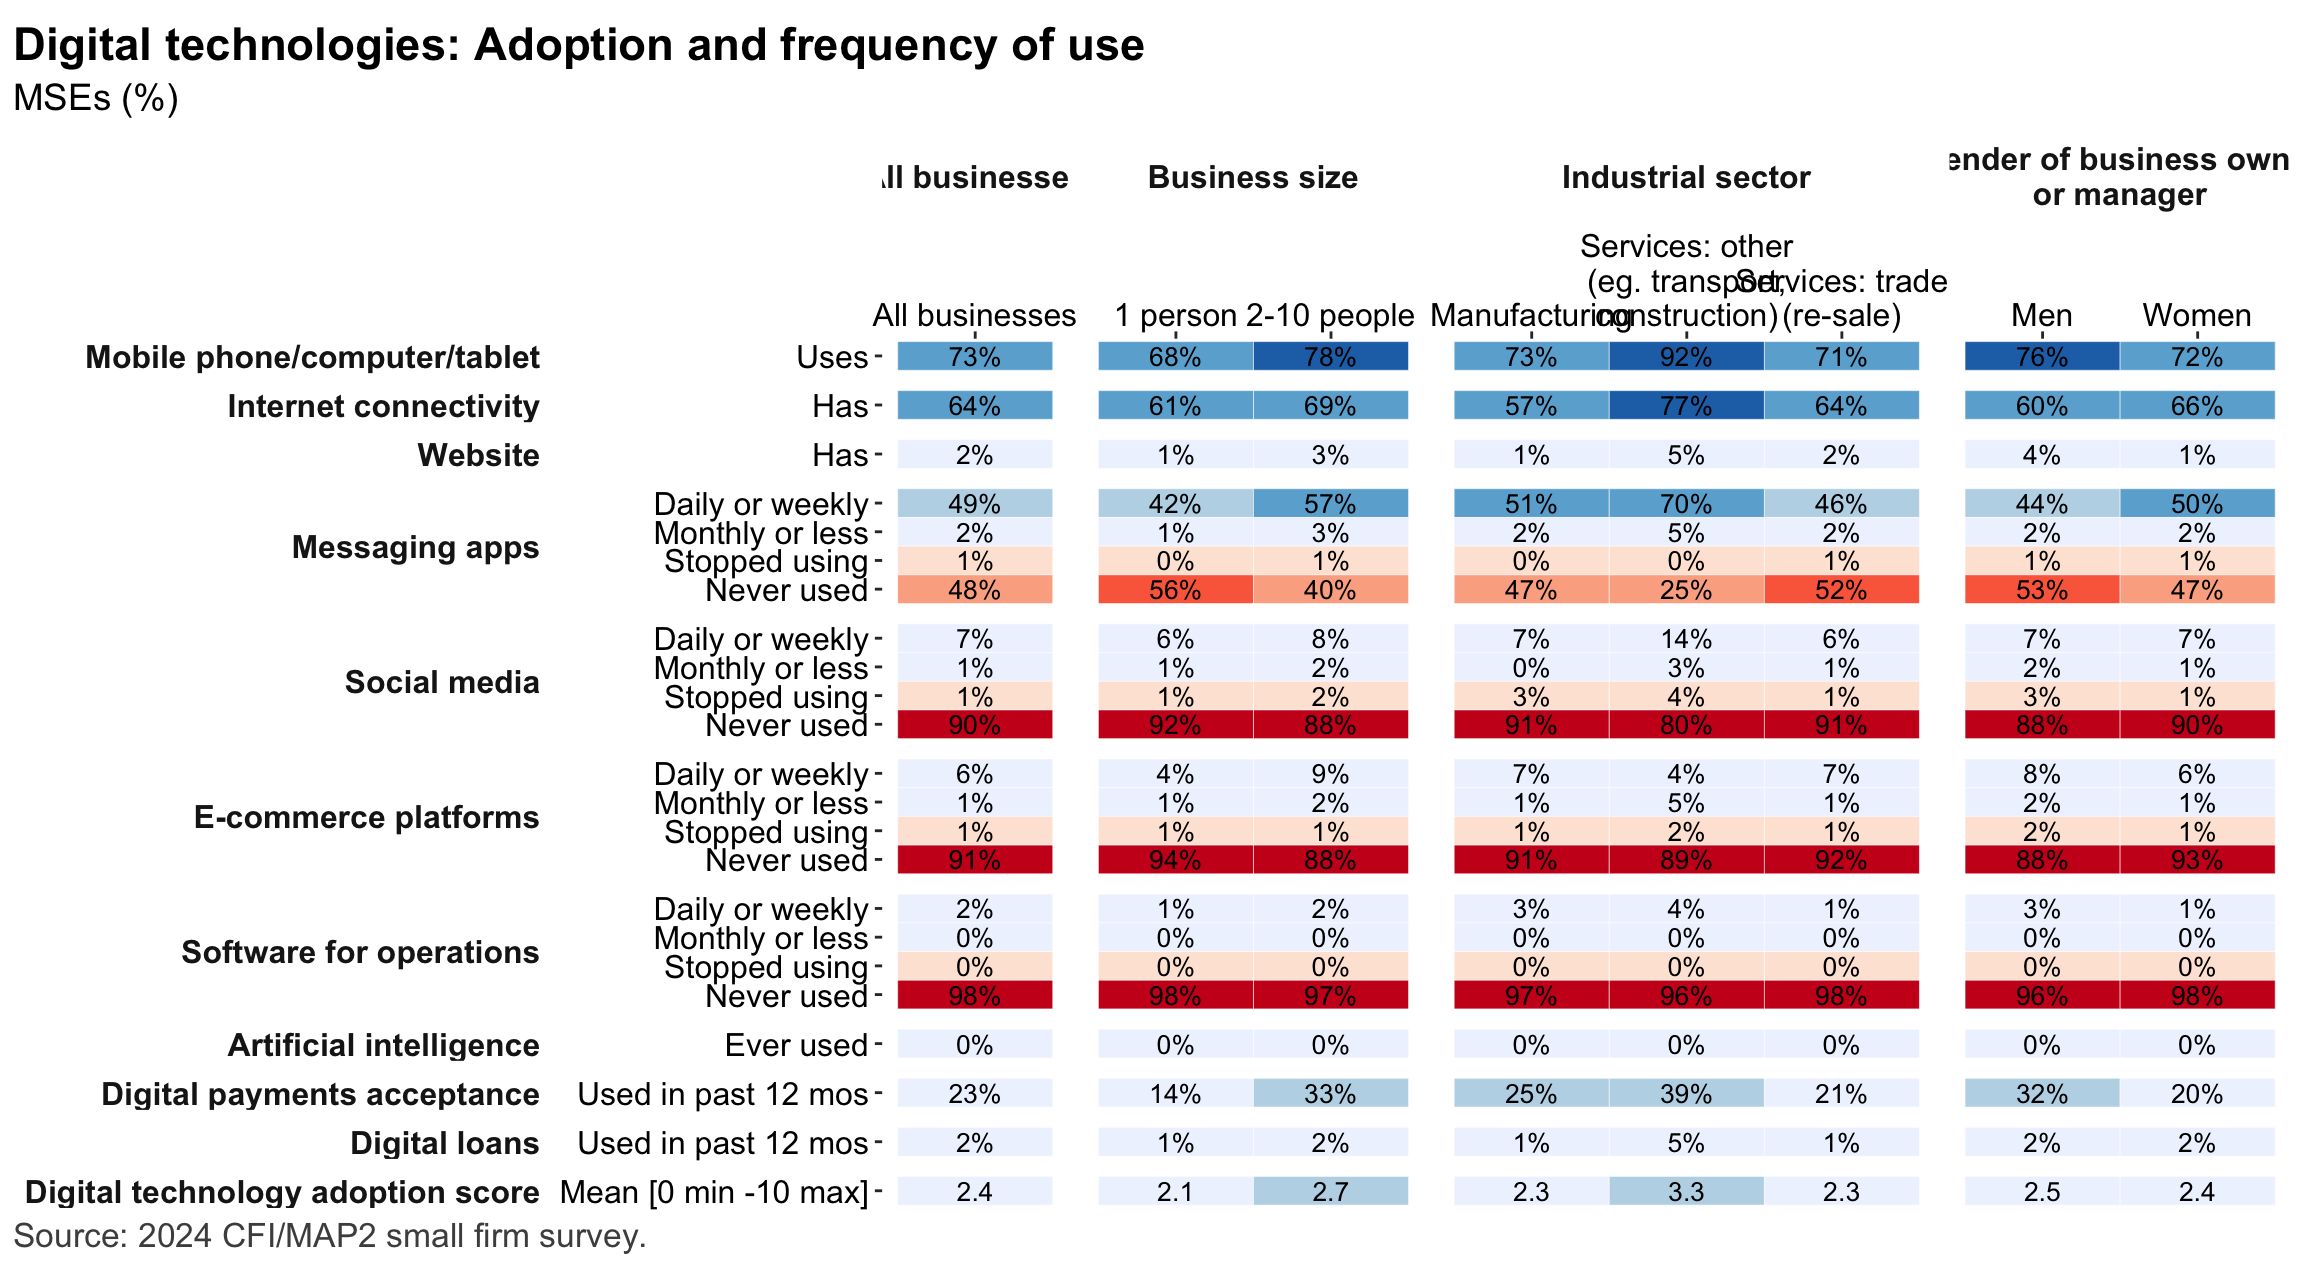 Digital technologies: Adoption and frequency of use
MSEs (%)
ll businesse Business size Industrial sector ender of business own
or manager
Services: other
(eg. transport, Services: trade
All businesses 1 person 2-10 people Manufacturing construction) (re-sale) Men Women
Mobile phone/computer/tablet Uses 73% 68% 78% 73% 92% 71% 76% 72%
Internet connectivity Has 64% 61% 69% 57% 77% 64% 60% 66%
Website Has 2% 1% 3% 1% 5% 2% 4% 1%
Messaging apps
Daily or weekly 49% 42% 57% 51% 70% 46% 44% 50%
Monthly or less 2% 1% 3% 2% 5% 2% 2% 2%
Stopped using 1% 0% 1% 0% 0% 1% 1% 1%
Never used 48% 56% 40% 47% 25% 52% 53% 47%
Social media
Daily or weekly 7% 6% 8% 7% 14% 6% 7% 7%
Monthly or less 1% 1% 2% 0% 3% 1% 2% 1%
Stopped using 1% 1% 2% 3% 4% 1% 3% 1%
Never used 90% 92% 88% 91% 80% 91% 88% 90%
E-commerce platforms
Daily or weekly 6% 4% 9% 7% 4% 7% 8% 6%
Monthly or less 1% 1% 2% 1% 5% 1% 2% 1%
Stopped using 1% 1% 1% 1% 2% 1% 2% 1%
Never used 91% 94% 88% 91% 89% 92% 88% 93%
Software for operations
Daily or weekly 2% 1% 2% 3% 4% 1% 3% 1%
Monthly or less 0% 0% 0% 0% 0% 0% 0% 0%
Stopped using 0% 0% 0% 0% 0% 0% 0% 0%
Never used 98% 98% 97% 97% 96% 98% 96% 98%
Artificial intelligence Ever used 0% 0% 0% 0% 0% 0% 0% 0%
Digital payments acceptance Used in past 12 mos 23% 14% 33% 25% 39% 21% 32% 20%
Digital loans Used in past 12 mos 2% 1% 2% 1% 5% 1% 2% 2%
Digital technology adoption score Mean [0 min -10 max] 2.4 2.1 2.7 2.3 3.3 2.3 2.5 2.4
Source: 2024 CFI/MAP2 small firm survey.